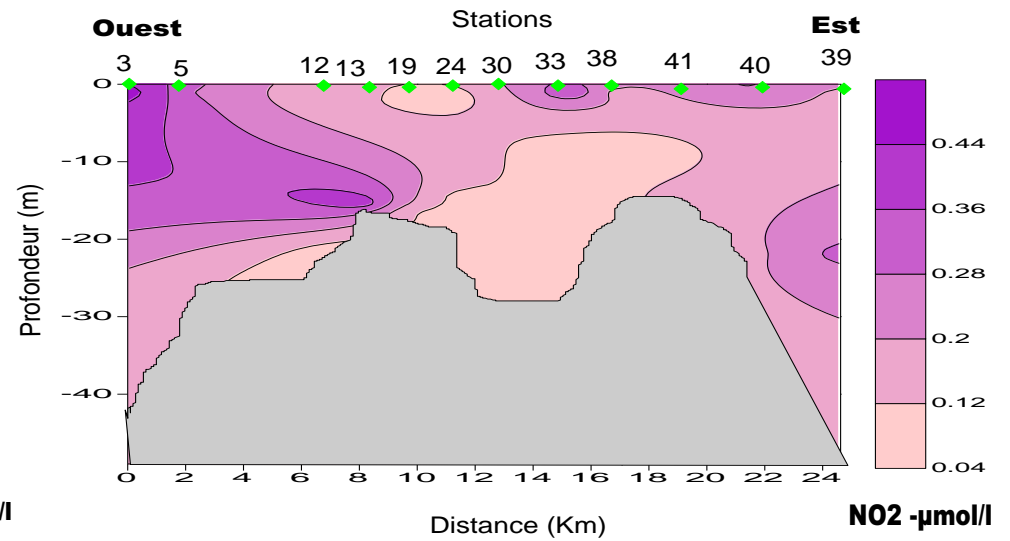 Ouest Stations Est
3 5 12 13 19 24 30 33 38 41 40 39
0
-10
-20
-30
-40
Profondeur (m)
0 2 4 6 8 10 12 14 16 18 20 22 24
Distance (Km)
0.44
0.36
0.28
0.2
0.12
0.04
/l
NO2 -µmol/l